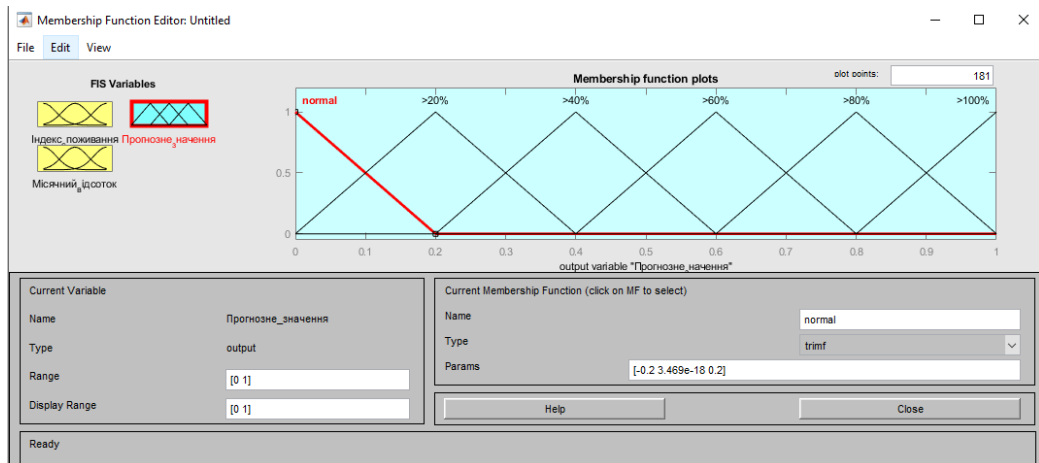 Membership Function Editor: Untitled
File Edit View
FIS Variables
Індекс_поживання Прогнозне_значення
Місячний_відсоток
Membership function plots
plot points: 181
normal >20% >40% >60% >80% >100%
1
0.5
0
0 0.1 0.2 0.3 0.4 0.5 0.6 0.7 0.8 0.9 1
output variable "Прогнозне_значення"
Current Variable
Name Прогнозне_значення
Type output
Range [0 1]
Display Range [0 1]
Current Membership Function (click on MF to select)
Name normal
Type trimf
Params [-0.2 3.469e-18 0.2]
Help Close
Ready